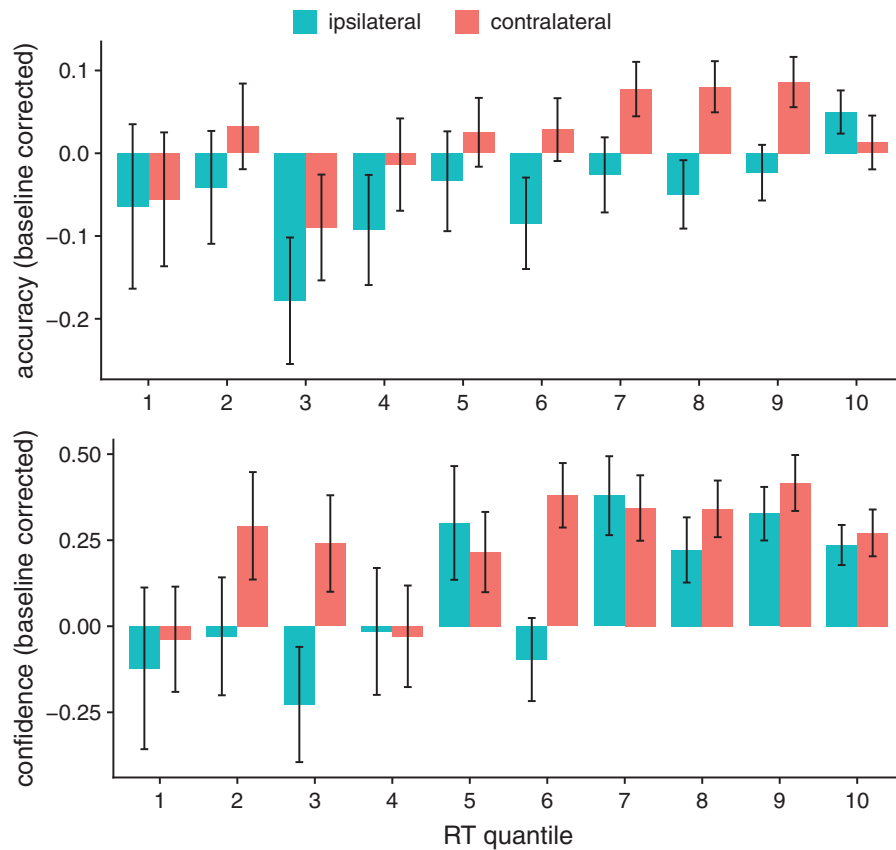 ipsilateral contralateral
accuracy (baseline corrected)
0.1
0.0
−0.1
−0.2
1 2 3 4 5 6 7 8 9 10
confidence (baseline corrected)
0.50
0.25
0.00
−0.25
1 2 3 4 5 6 7 8 9 10
RT quantile